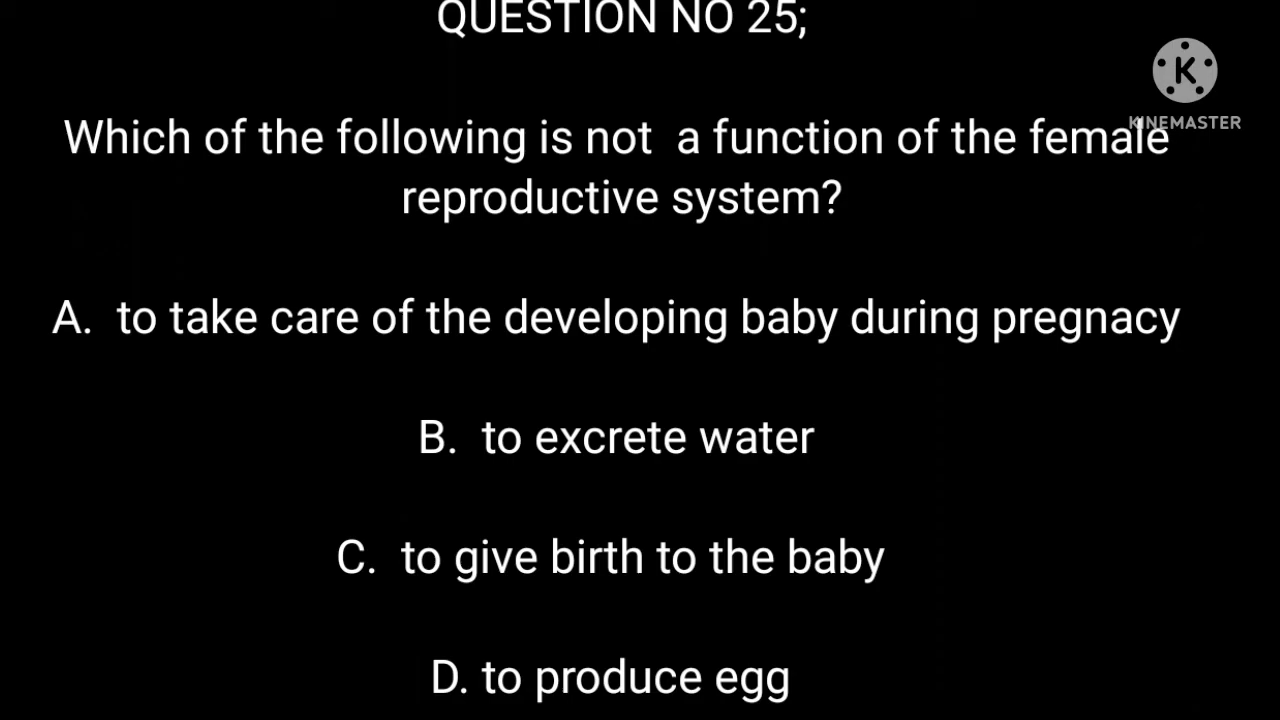 QUESTION NO 25;
KINEMASTER
Which of the following is not a function of the female
reproductive system?
A. to take care of the developing baby during pregnacy
B. to excrete water
C. to give birth to the baby
D. to produce egg